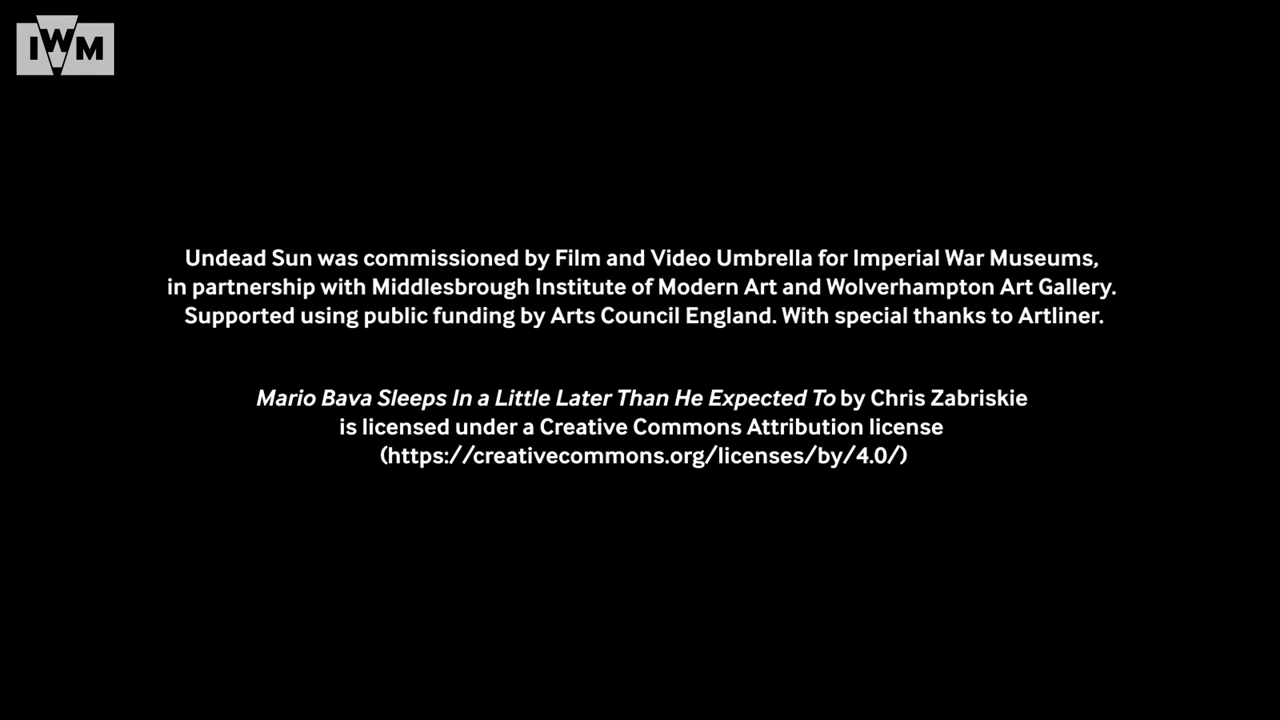 IWM
Undead Sun was commissioned by Film and Video Umbrella for Imperial War Museums,
in partnership with Middlesbrough Institute of Modern Art and Wolverhampton Art Gallery.
Supported using public funding by Arts Council England. With special thanks to Artliner.
Mario Bava Sleeps In a Little Later Than He Expected To by Chris Zabriskie
is licensed under a Creative Commons Attribution license
(https://creativecommons.org/licenses/by/4.0/)